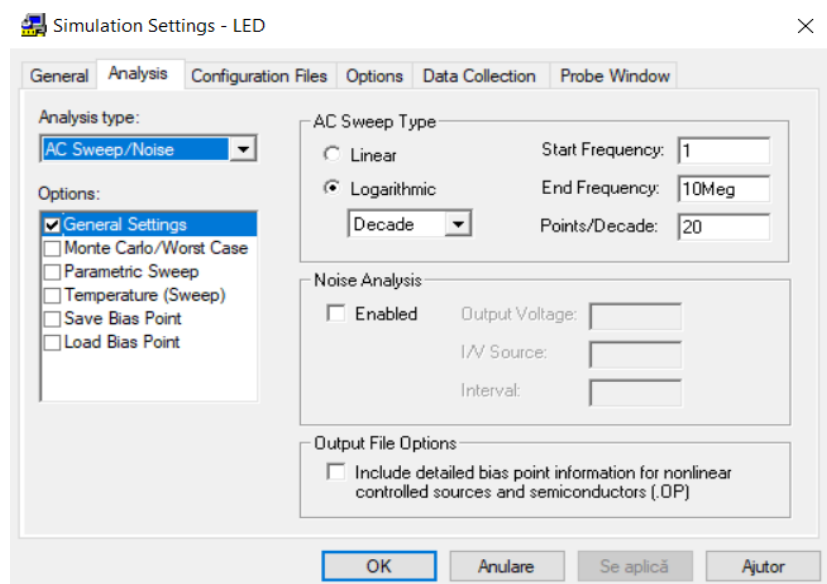 Simulation Settings - LED
General Analysis Configuration Files Options Data Collection Probe Window
Analysis type:
AC Sweep/Noise
Options:
General Settings
Monte Carlo/Worst Case
Parametric Sweep
Temperature (Sweep)
Save Bias Point
Load Bias Point
AC Sweep Type
Linear
Logarithmic
Decade
Start Frequency: 1
End Frequency: 10Meg
Points/Decade: 20
Noise Analysis
Enabled
Output Voltage:
I/V Source:
Interval:
Output File Options
Include detailed bias point information for nonlinear
controlled sources and semiconductors (.OP)
OK Anulare Se aplică Ajutor